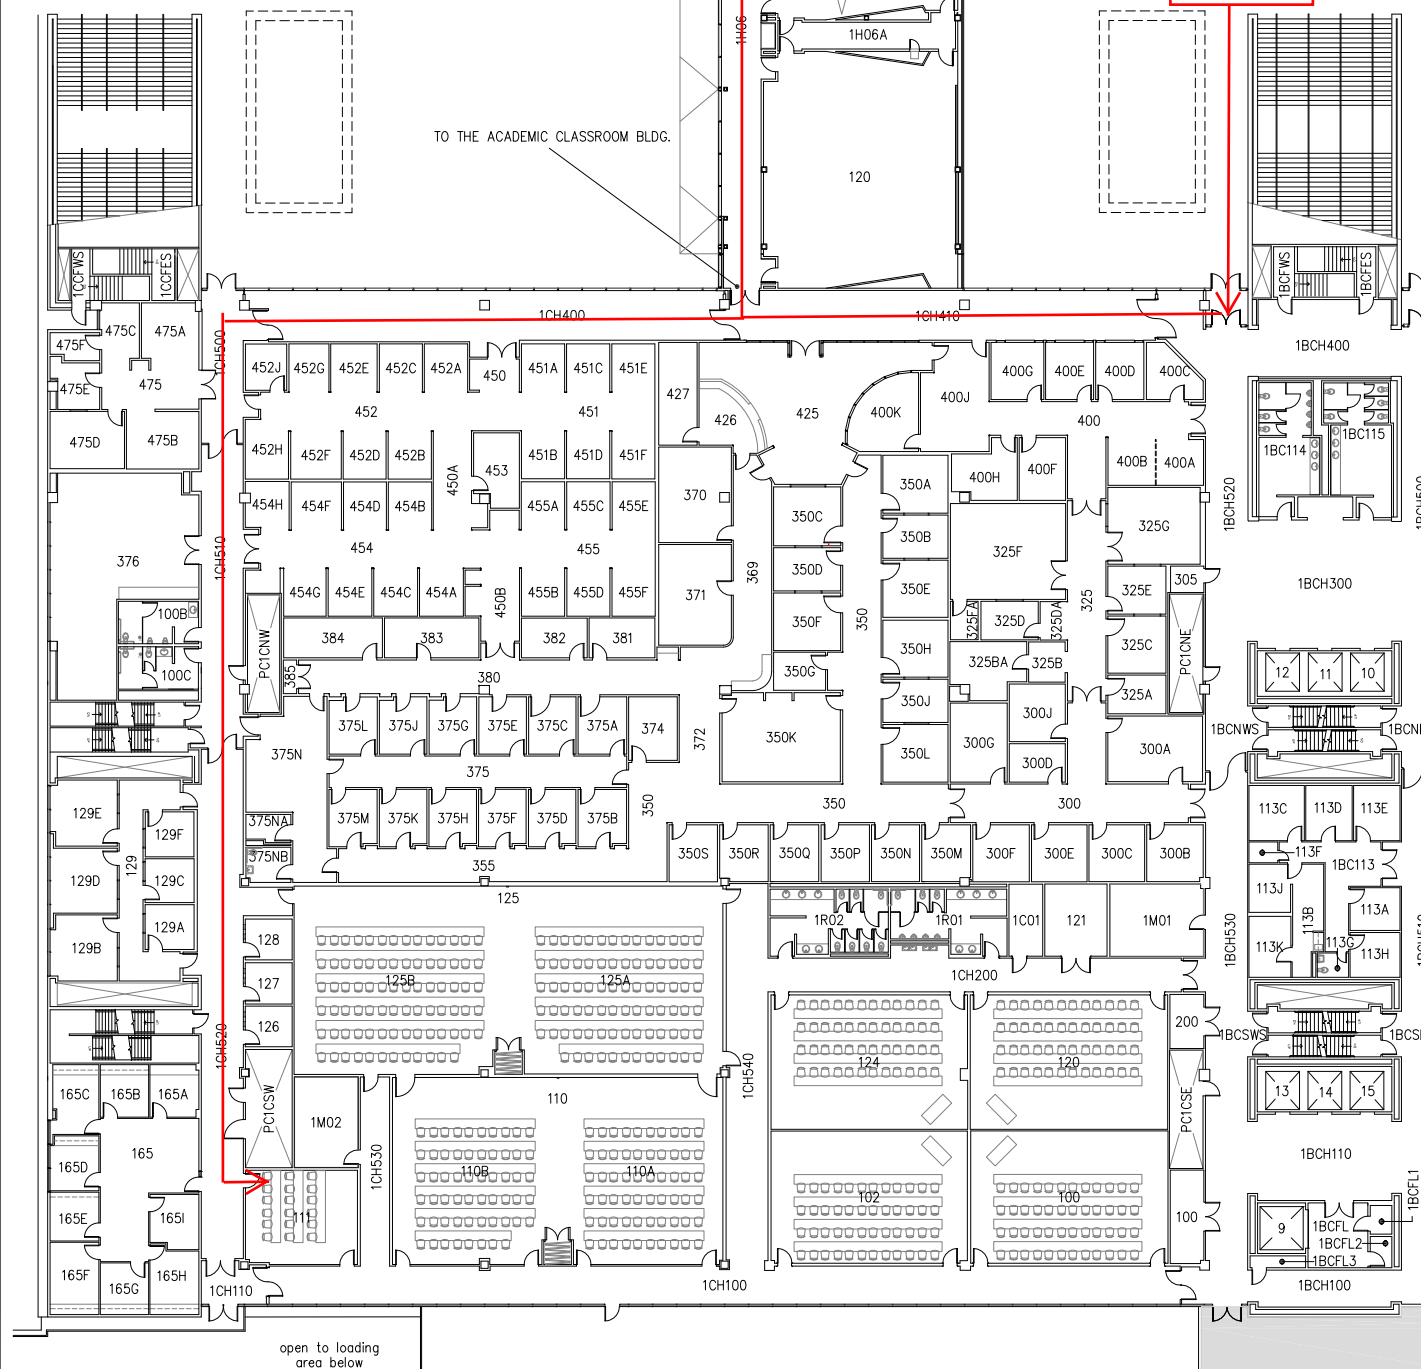 1H06
1H06A
TO THE ACADEMIC CLASSROOM BLDG.
120
1CCFWS
1CCFES
1BCFWS
1BCFES
1CH400
1CH410
1BCH400
475C
475A
475F
475E
475
475D
475B
1CH500
452J
452G
452E
452C
452A
450
451A
451C
451E
427
426
425
400K
400J
400G
400E
400D
400C
452
451
400
452H
452F
452D
452B
450A
453
451B
451D
451F
370
350A
400H
400F
400B
400A
1BC114
1BC115
1BCH520
454H
454F
454D
454B
455A
455C
455E
350C
350B
325F
325G
376
1CH510
454
455
369
350D
350E
325
325E
305
1BCH300
454G
454E
454C
454A
450B
455B
455D
455F
371
350F
350
325FA
325D
325DA
325C
PC1CNE
100B
100C
PC1CNW
384
383
382
381
385
380
350G
350H
350J
325BA
325B
325A
12
11
10
375N
375L
375J
375G
375E
375C
375A
374
372
350K
350L
300G
300J
300D
300A
1BCNWS
375
350
350
300
129E
129F
129
129D
129C
129B
129A
375NA
375NB
375M
375K
375H
375F
375D
375B
355
350S
350R
350Q
350P
350N
350M
300F
300E
300C
300B
113C
113D
113E
113F
1BC113
113J
113B
113A
113K
113G
113H
125
1R02
1R01
1C01
121
1M01
1BCH530
128
127
126
125B
125A
1CH200
1CH520
124
120
200
1BCSWS
1CH540
165C
165B
165A
PC1CSW
1M02
110
PC1CSE
13
14
15
165
165D
165E
165I
165F
165G
165H
1CH530
110B
110A
111
102
100
100
1BCH110
1BCFL1
9
1BCFL
1BCFL2
1BCFL3
1CH110
1CH100
1BCH100
open to loading
area below